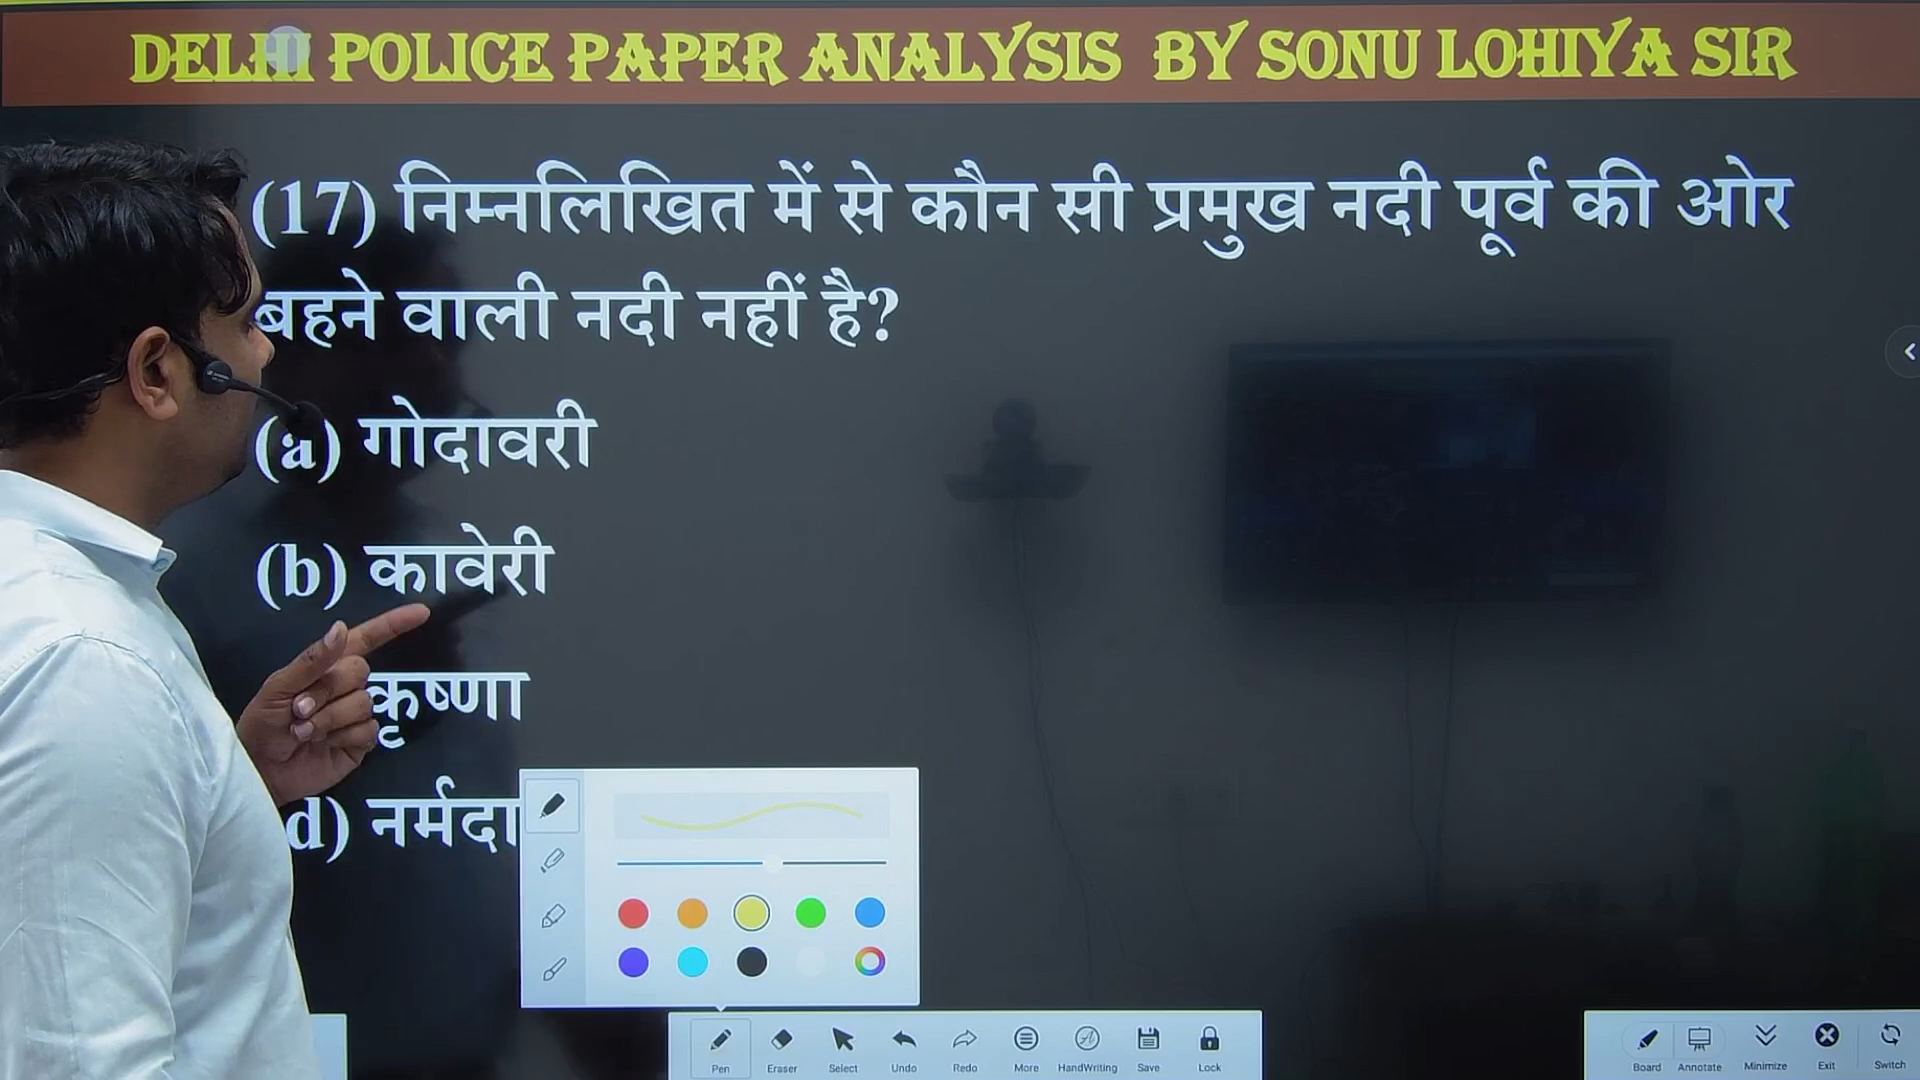 DELHI POLICE PAPER ANALYSIS BY SONU LOHIYA SIR
(17) निम्नलिखित में से कौन सी प्रमुख नदी पूर्व की ओर
बहने वाली नदी नहीं है?
(a) गोदावरी
(b) कावेरी
कृष्णा
d) नर्मदा
Pen Eraser Select Undo Redo More HandWriting Save Lock
Board Annotate Minimize Exit Switch